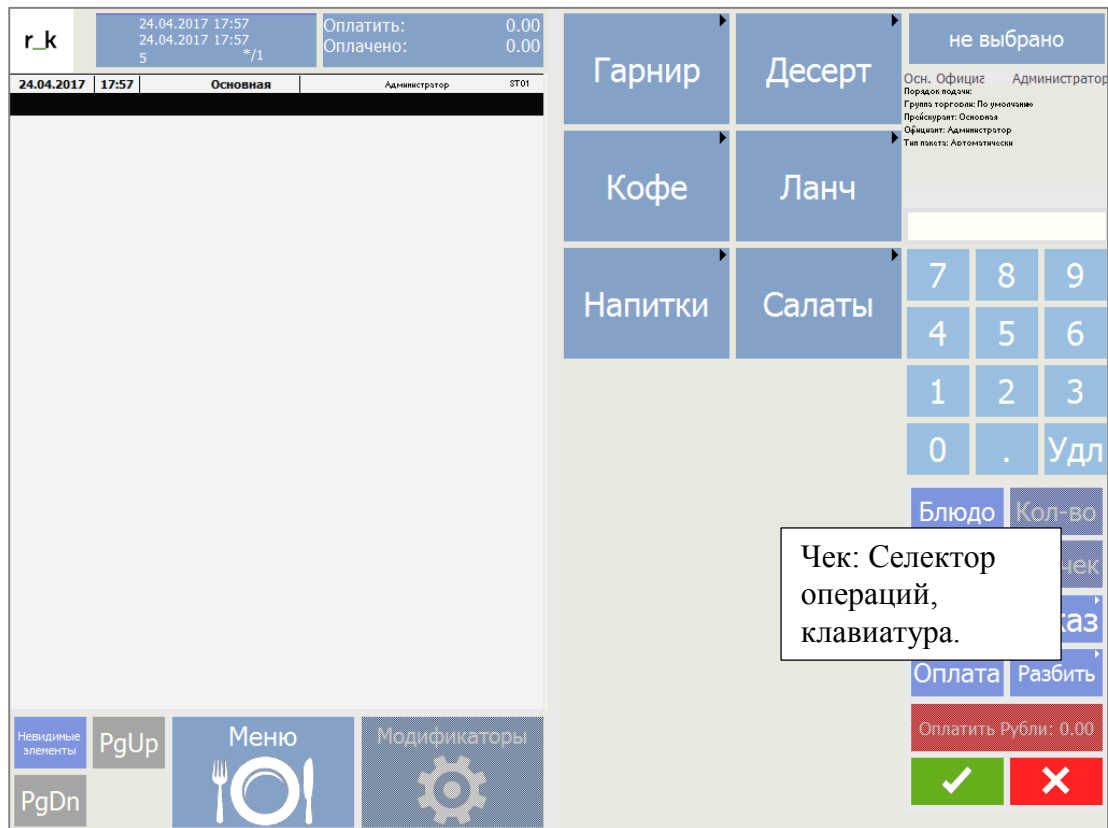 r_k
24.04.2017 17:57
24.04.2017 17:57
5 */1
Оплатить: 0.00
Оплачено: 0.00
24.04.2017 17:57 Основная Администратор ST01
Гарнир
Десерт
Кофе
Ланч
Напитки
Салаты
не выбрано
Осн. Официа Администратор
Порядок подачи:
Группа торговли: По умолчанию
Прейскурант: Основная
Официант: Администратор
Тип пакета: Автоматически
7 8 9
4 5 6
1 2 3
0 . Удл
Блюдо Кол-во
чек
каз
Чек: Селектор
операций,
клавиатура.
Оплата Разбить
Оплатить Рубли: 0.00
Невидимые
элементы
PgUp
PgDn
Меню
Модификаторы